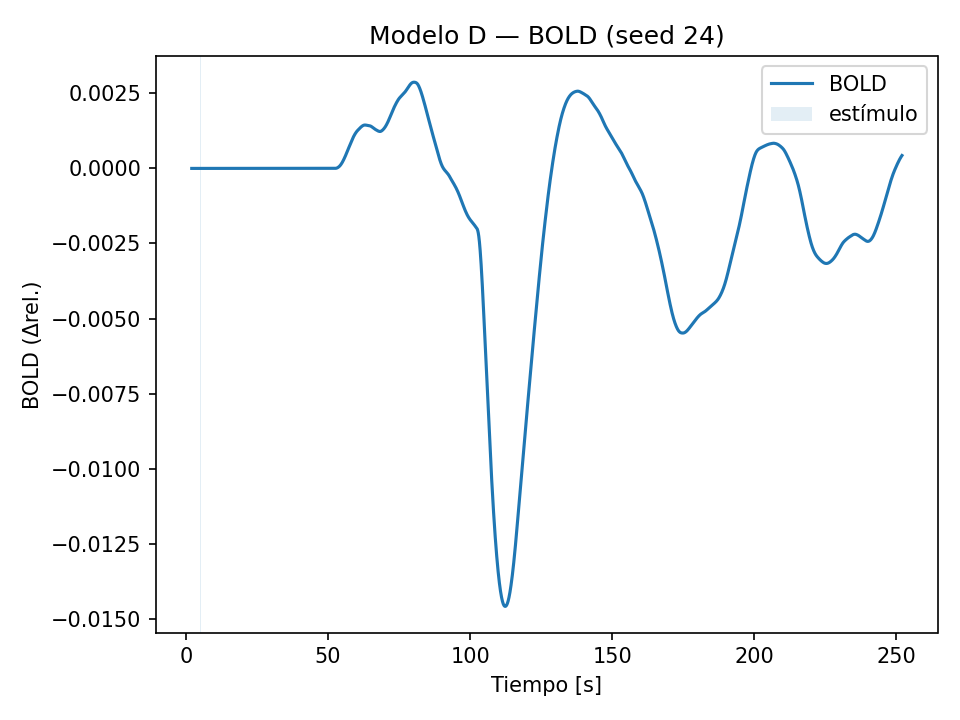 Modelo D — BOLD (seed 24)
BOLD
estímulo
BOLD (Δrel.)
0.0025
0.0000
−0.0025
−0.0050
−0.0075
−0.0100
−0.0125
−0.0150
0 50 100 150 200 250
Tiempo [s]